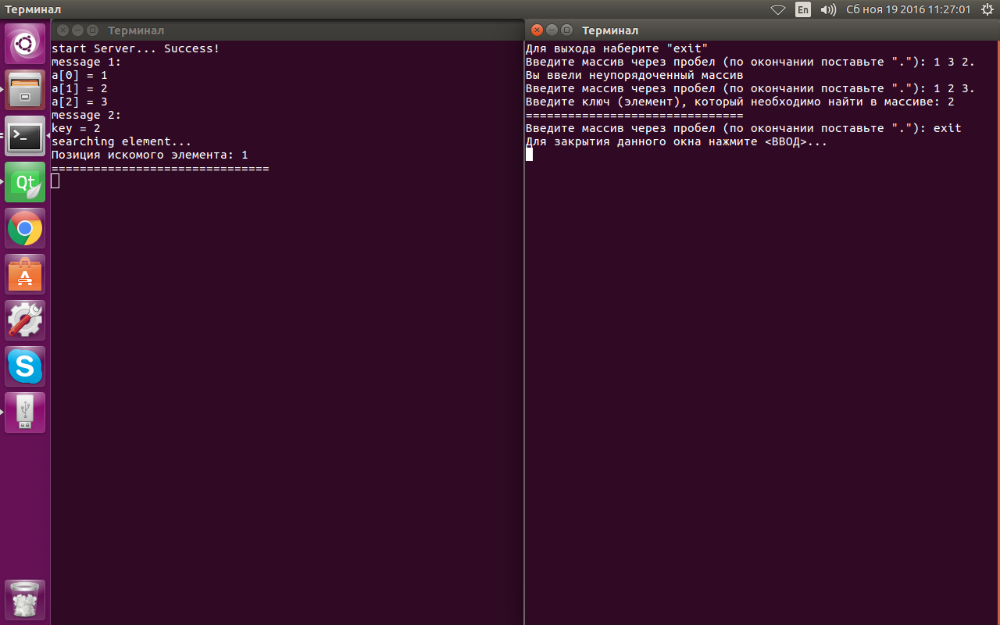 Терминал
En
Сб ноя 19 2016 11:27:01
Терминал
start Server... Success!
message 1:
a[0] = 1
a[1] = 2
a[2] = 3
message 2:
key = 2
searching element...
Позиция искомого элемента: 1
===============================
Терминал
Для выхода наберите "exit"
Введите массив через пробел (по окончании поставьте "."): 1 3 2.
Вы ввели неупорядоченный массив
Введите массив через пробел (по окончании поставьте "."): 1 2 3.
Введите ключ (элемент), который необходимо найти в массиве: 2
===============================
Введите массив через пробел (по окончании поставьте "."): exit
Для закрытия данного окна нажмите <ВВОД>...
Qt
A
S